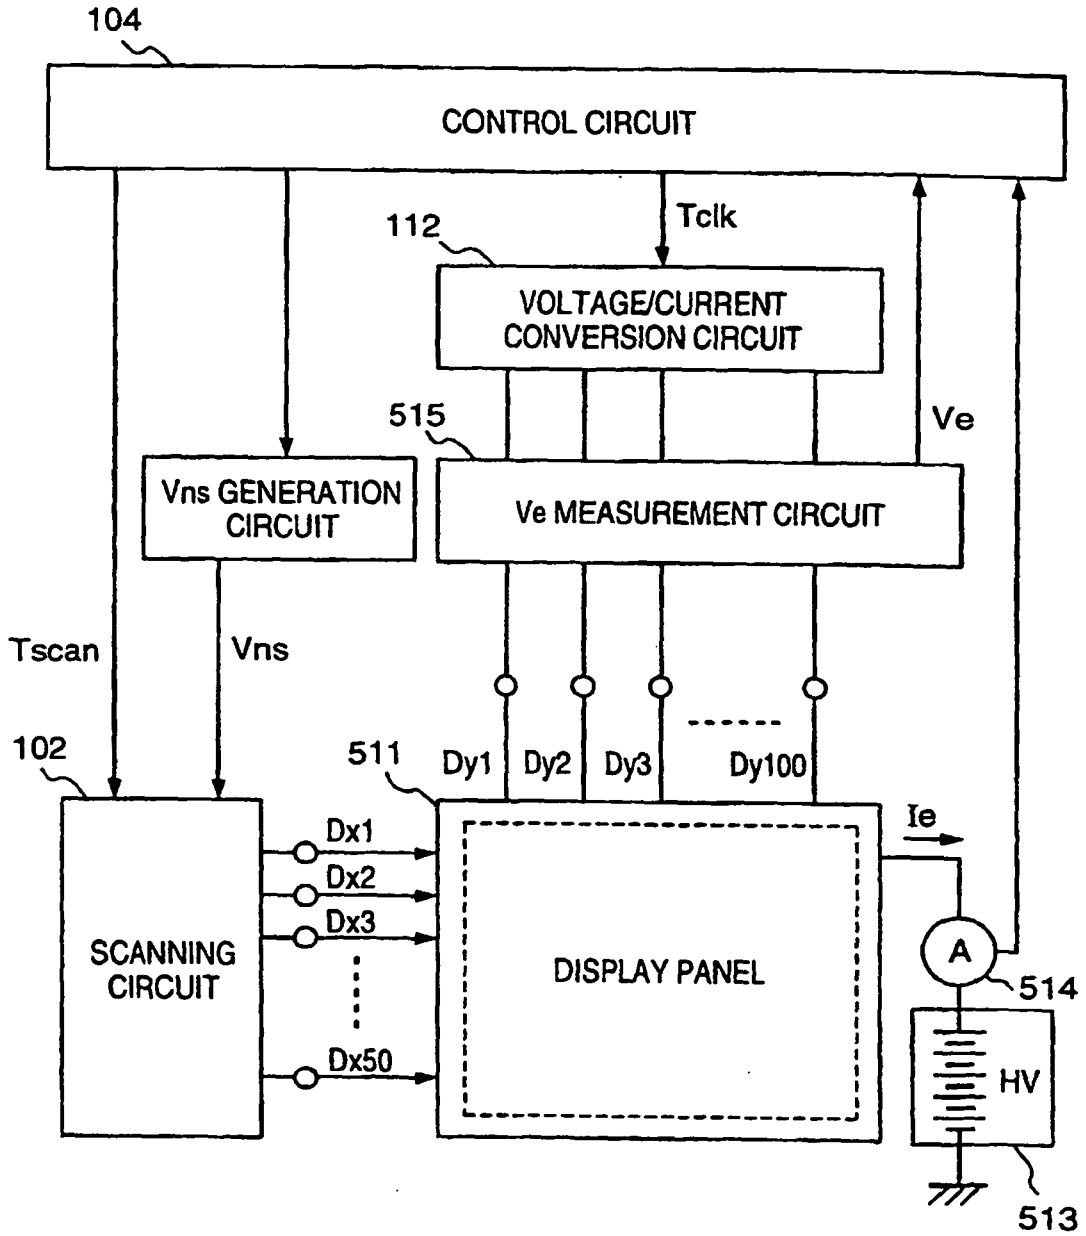 104
CONTROL CIRCUIT
Tclk
112
VOLTAGE/CURRENT
CONVERSION CIRCUIT
515
Ve
Vns GENERATION
CIRCUIT
Ve MEASUREMENT CIRCUIT
Tscan
Vns
102
511
Dy1
Dy2
Dy3
Dy100
Ie
Dx1
Dx2
Dx3
Dx50
SCANNING
CIRCUIT
DISPLAY PANEL
A
514
HV
513